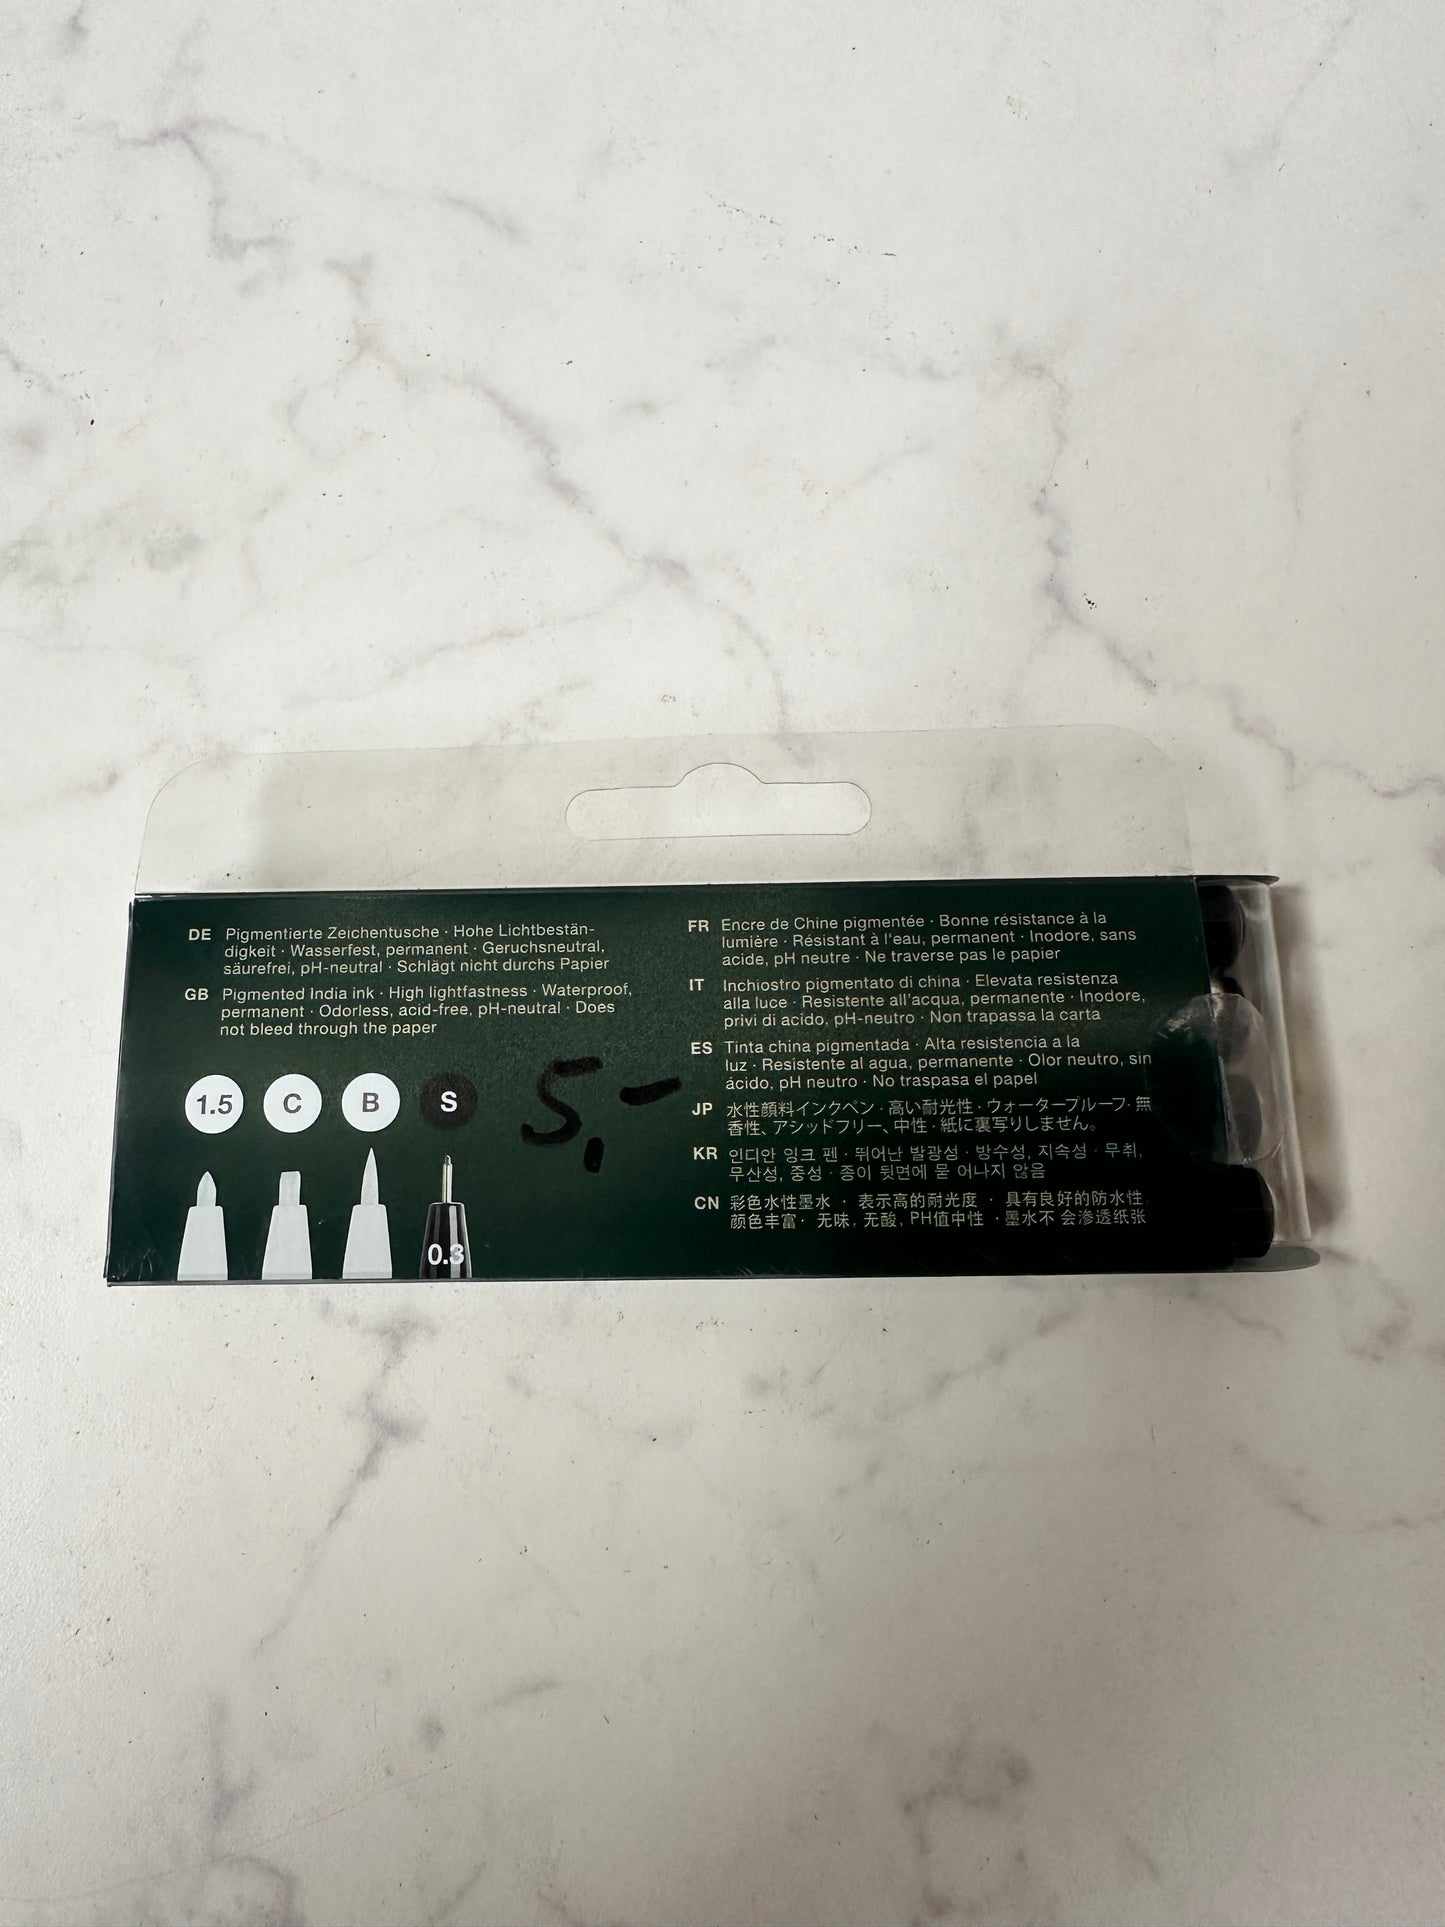 DE Pigmentierte Zeichentusche · Hohe Lichtbestän-
digkeit · Wasserfest, permanent · Geruchsneutral,
säurefrei, pH-neutral · Schlägt nicht durchs Papier
GB Pigmented India ink · High lightfastness · Waterproof,
permanent · Odorless, acid-free, pH-neutral · Does
not bleed through the paper
1.5 C B S
0.3
5,-
FR Encre de Chine pigmentée · Bonne résistance à la
lumière · Résistant à l'eau, permanent · Inodore, sans
acide, pH neutre · Ne traverse pas le papier
IT Inchiostro pigmentato di china · Elevata resistenza
alla luce · Resistente all'acqua, permanente · Inodore,
privi di acido, pH-neutro · Non trapassa la carta
ES Tinta china pigmentada · Alta resistencia a la
luz · Resistente al agua, permanente · Olor neutro, sin
ácido, pH neutro · No traspasa el papel
JP 水性顔料インクペン · 高い耐光性 · ウォータープルーフ · 無
香性、アシッドフリー、中性 · 紙に裏写りしません。
KR 인디안 잉크 펜 · 뛰어난 발광성 · 방수성, 지속성 · 무취,
무산성, 중성 · 종이 뒷면에 묻어나지 않음
CN 彩色水性墨水 · 表示高的耐光度 · 具有良好的防水性,
颜色丰富 · 无味, 无酸, PH值中性 · 墨水不 会渗透纸张